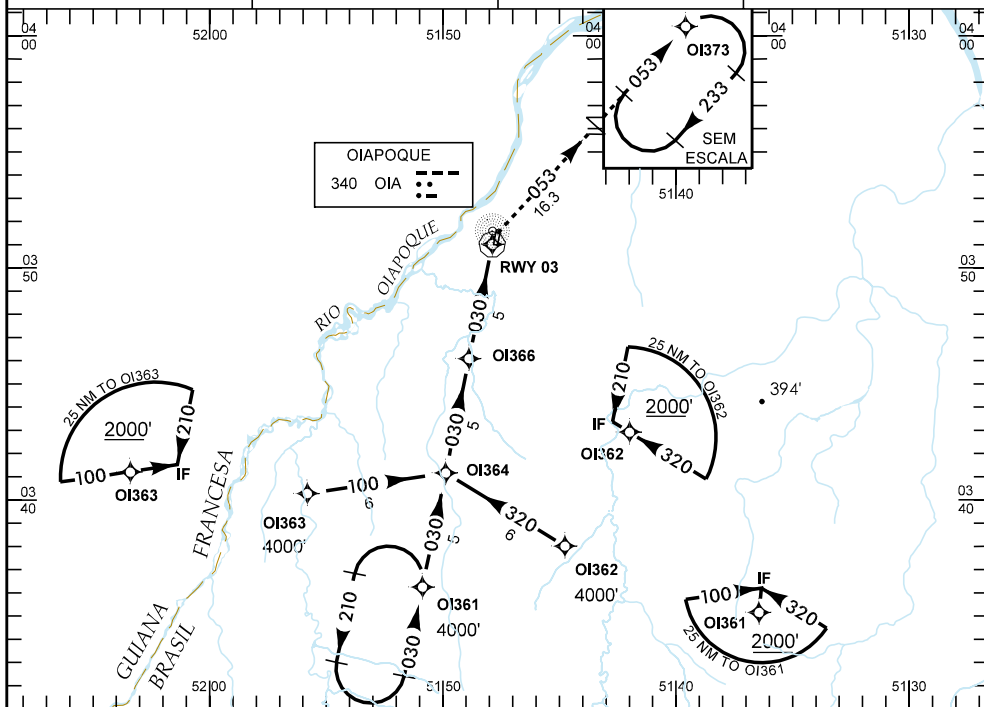 04
00
52 00
51 50
04
00
51 30
04
00
OI373
053
233
SEM
ESCALA
51 40
OIAPOQUE
340 OIA
053
16.3
RWY 03
RIO
OIAPOQUE
03
50
03
50
030
5
OI366
25 NM TO OI363
2000'
210
100
IF
OI363
25 NM TO OI362
210
2000'
IF
OI362
320
394'
030
5
OI364
100
6
OI363
4000'
320
6
OI362
4000'
03
40
03
40
030
5
OI361
4000'
210
030
IF
100
320
OI361
2000'
25 NM TO OI361
GUIANA FRANCESA
BRASIL
52 00
51 50
51 40
51 30